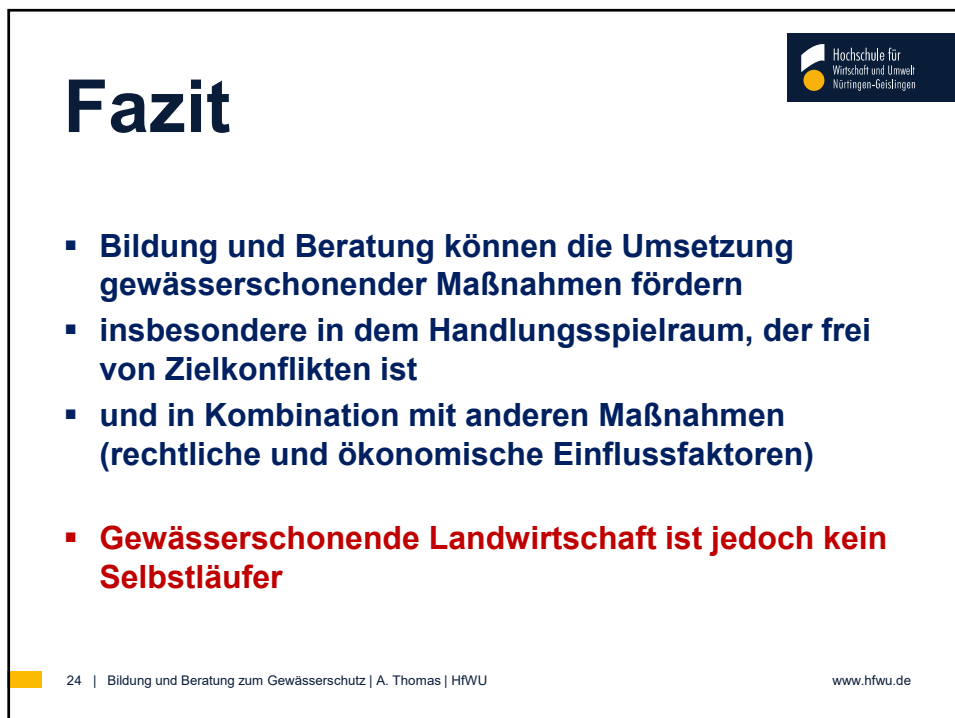 Hochschule für
Wirtschaft und Umwelt
Nürtingen-Geislingen
Fazit
▪ Bildung und Beratung können die Umsetzung
gewässerschonender Maßnahmen fördern
▪ insbesondere in dem Handlungsspielraum, der frei
von Zielkonflikten ist
▪ und in Kombination mit anderen Maßnahmen
(rechtliche und ökonomische Einflussfaktoren)
▪ Gewässerschonende Landwirtschaft ist jedoch kein
Selbstläufer
24 | Bildung und Beratung zum Gewässerschutz | A. Thomas | HfWU www.hfwu.de